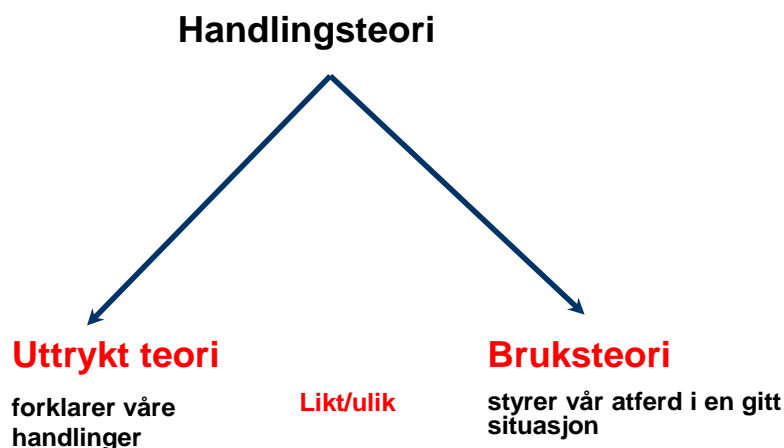 Handlingsteori
Uttrykt teori
forklarer våre
handlinger
Likt/ulik
Bruksteori
styrer vår atferd i en gitt
situasjon